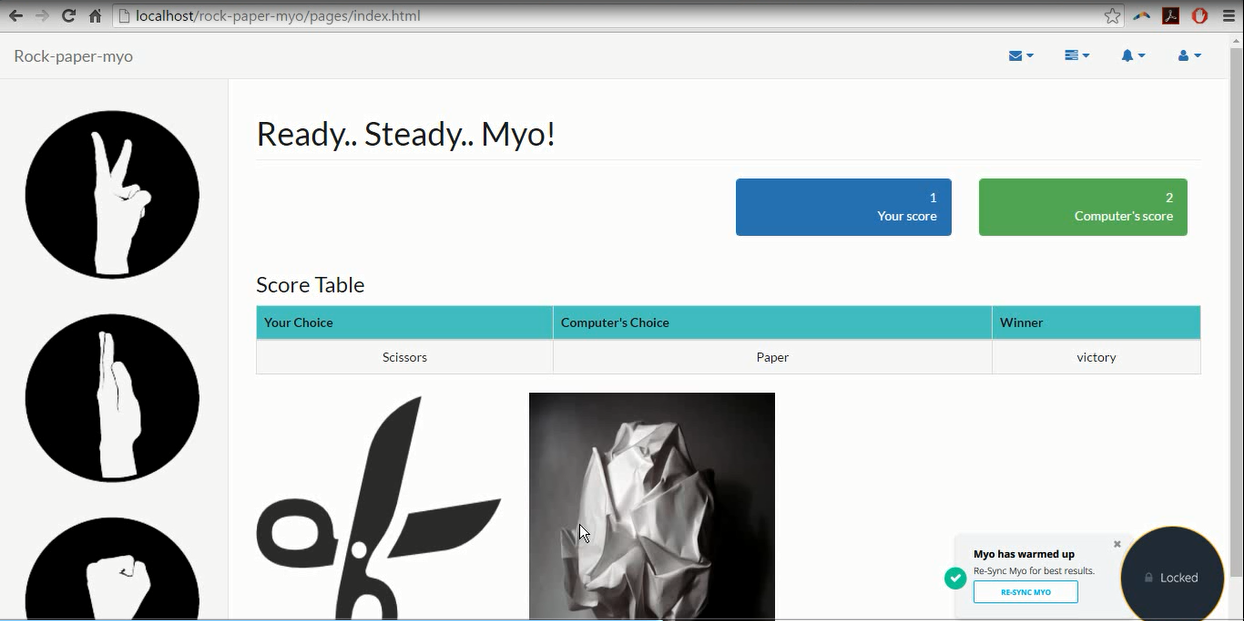 localhost/rock-paper-myo/pages/index.html
Rock-paper-myo
Ready.. Steady.. Myo!
1
Your score
2
Computer's score
Score Table
Your Choice Computer's Choice Winner
Scissors Paper victory
Myo has warmed up
Re-Sync Myo for best results.
RE-SYNC MYO
Locked